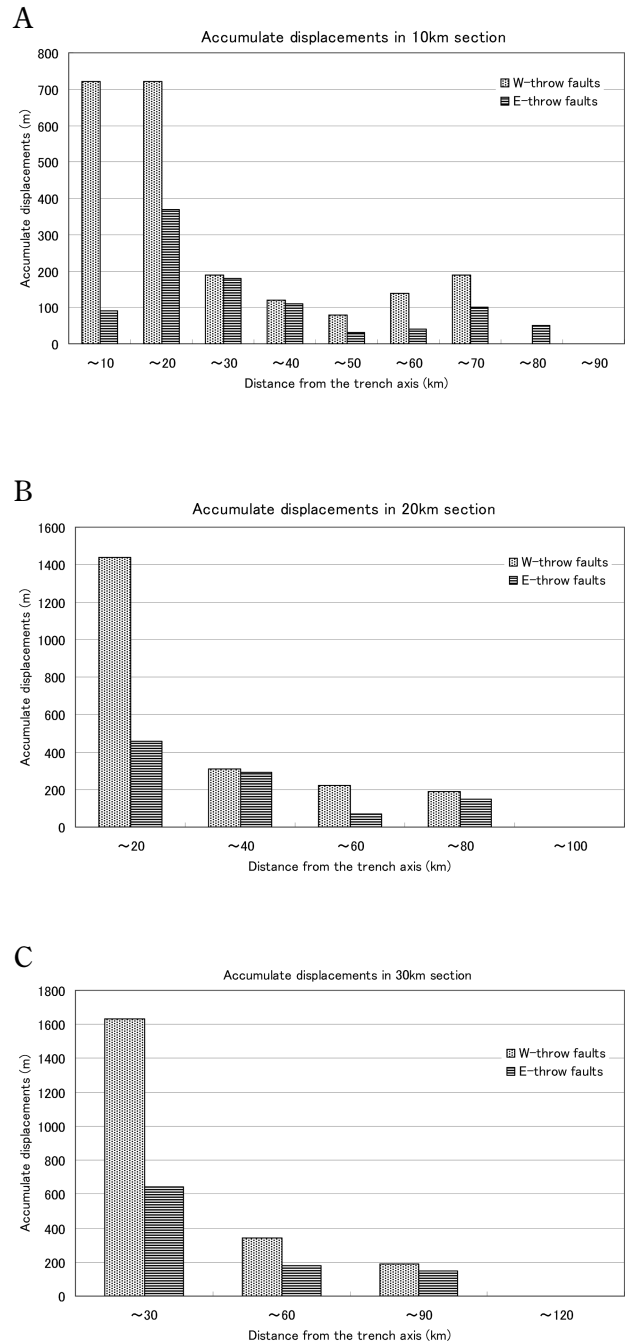 A
Accumulate displacements in 10km section
800
700
600
500
400
300
200
100
0
Accumulate displacements (m)
W-throw faults
E-throw faults
~10 ~20 ~30 ~40 ~50 ~60 ~70 ~80 ~90
Distance from the trench axis (km)
B
Accumulate displacements in 20km section
1600
1400
1200
1000
800
600
400
200
0
Accumulate displacements (m)
W-throw faults
E-throw faults
~20 ~40 ~60 ~80 ~100
Distance from the trench axis (km)
C
Accumulate displacements in 30km section
1800
1600
1400
1200
1000
800
600
400
200
0
Accumulate displacements (m)
W-throw faults
E-throw faults
~30 ~60 ~90 ~120
Distance from the trench axis (km)